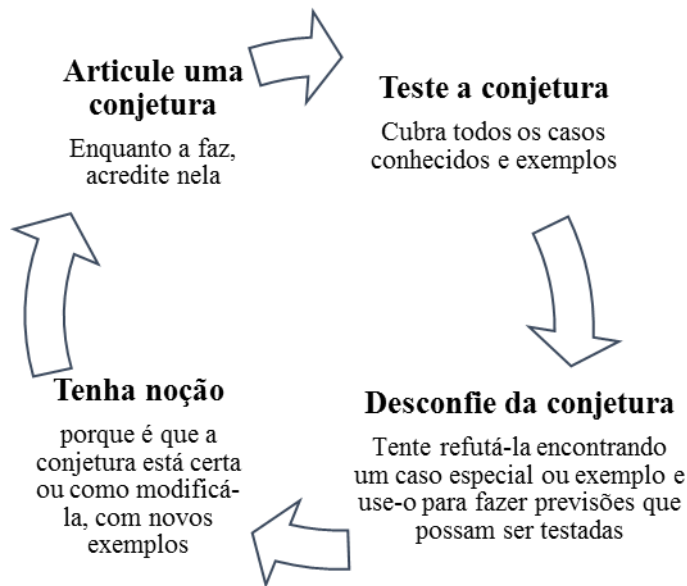 Articule uma
conjetura
Enquanto a faz,
acredite nela
Teste a conjetura
Cubra todos os casos
conhecidos e exemplos
Desconfie da conjetura
Tente refutá-la encontrando
um caso especial ou exemplo e
use-o para fazer previsões que
possam ser testadas
Tenha noção
porque é que a
conjetura está certa
ou como modificá-
la, com novos
exemplos